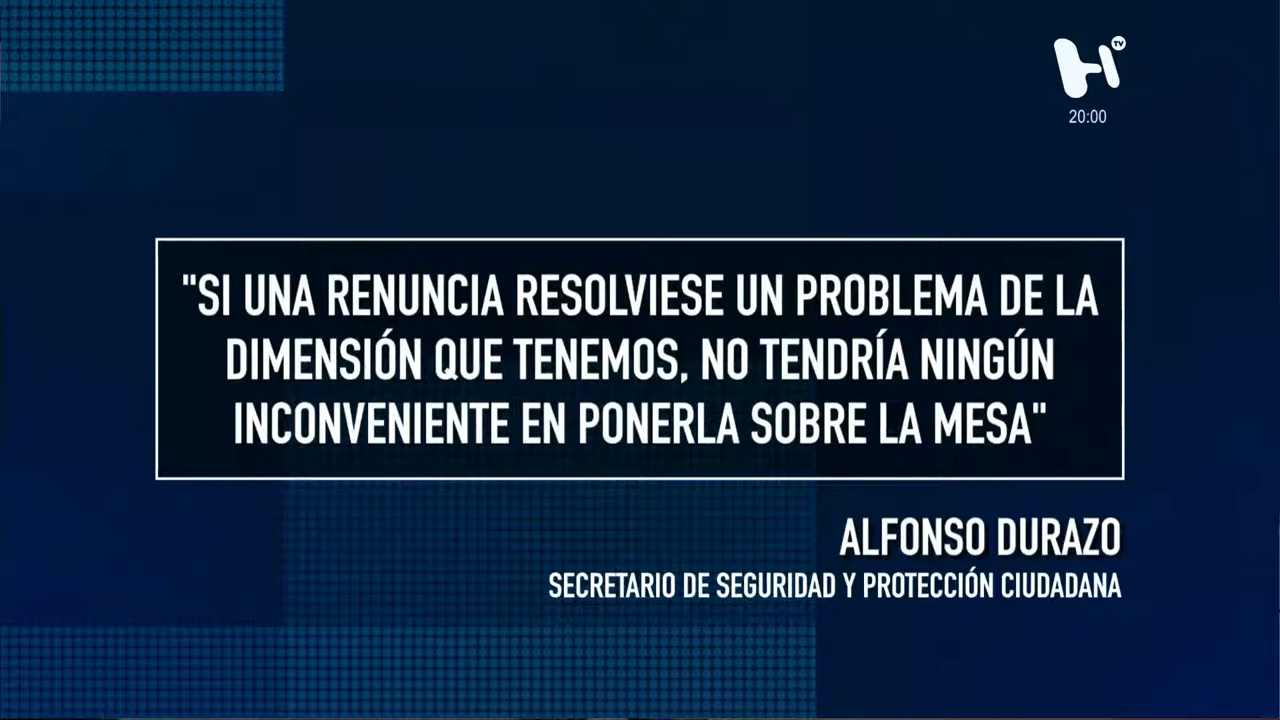 H TV
20:00
"SI UNA RENUNCIA RESOLVIESE UN PROBLEMA DE LA
DIMENSIÓN QUE TENEMOS, NO TENDRÍA NINGÚN
INCONVENIENTE EN PONERLA SOBRE LA MESA"
ALFONSO DURAZO
SECRETARIO DE SEGURIDAD Y PROTECCIÓN CIUDADANA